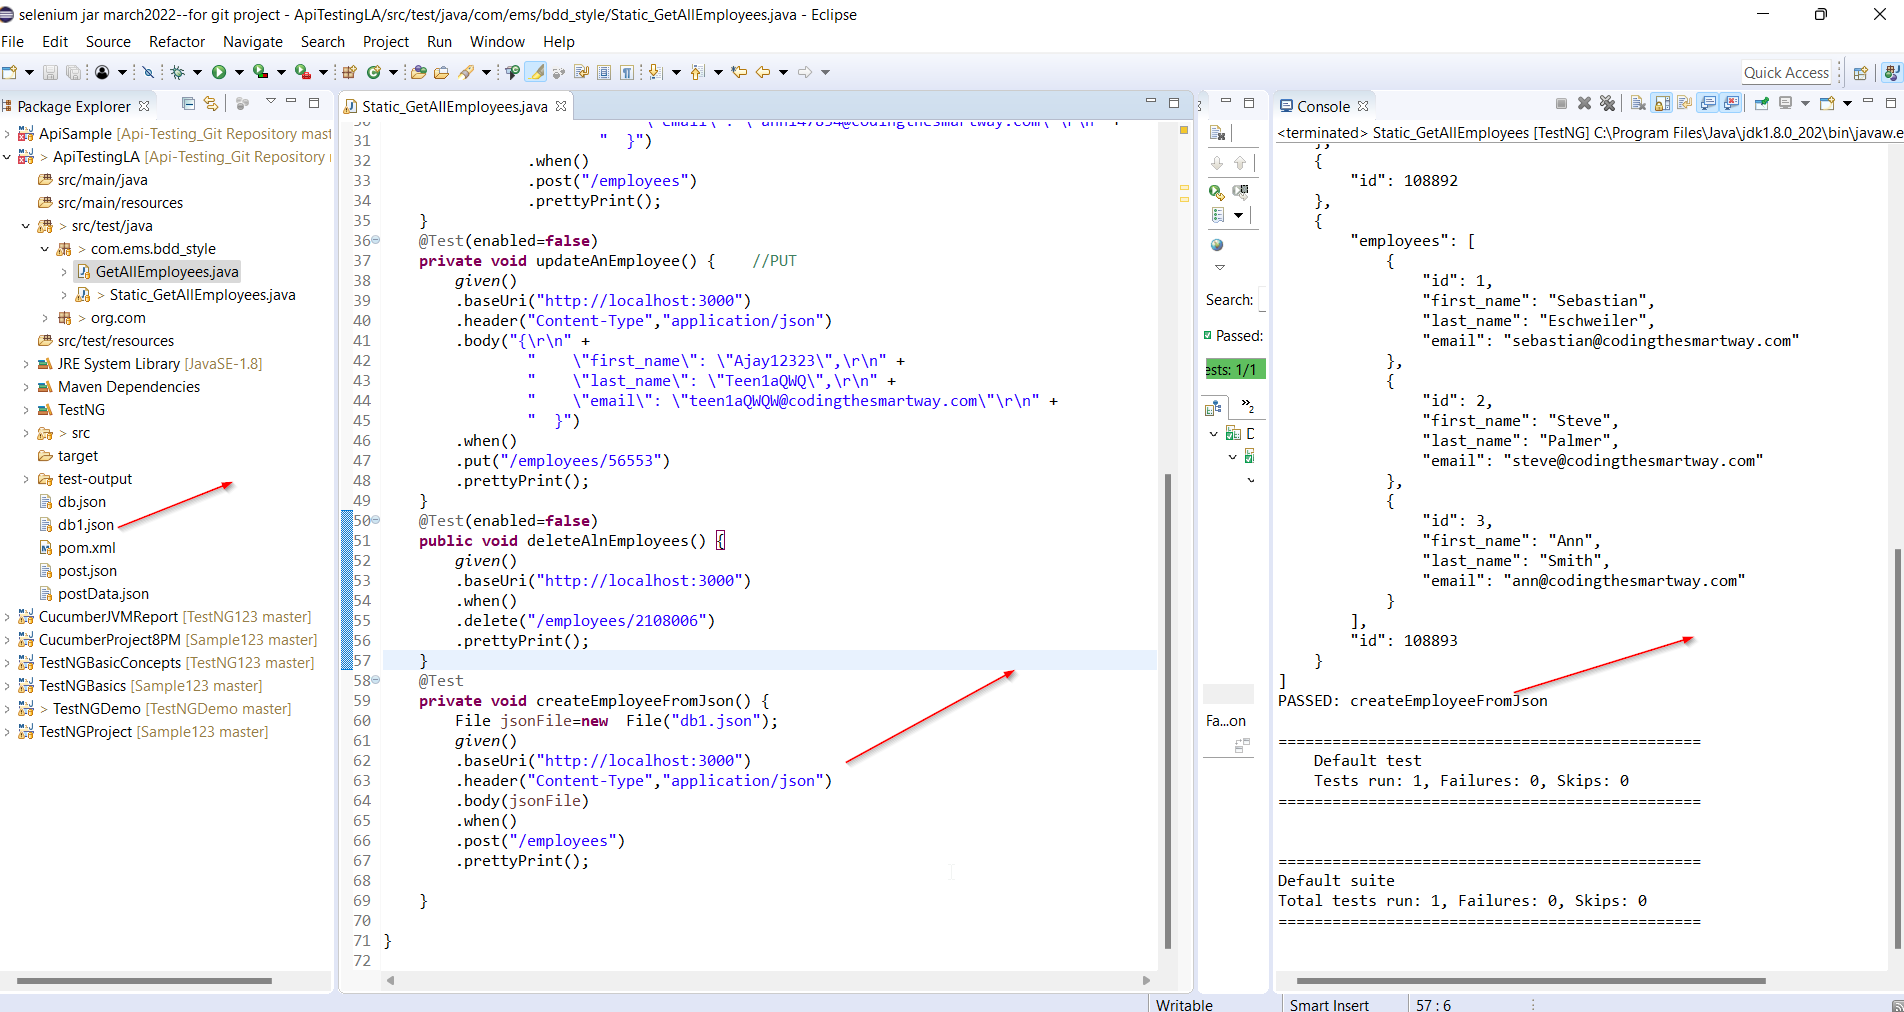 selenium jar march2022--for git project - ApiTestingLA/src/test/java/com/ems/bdd_style/Static_GetAllEmployees.java - Eclipse
File Edit Source Refactor Navigate Search Project Run Window Help
Quick Access
Package Explorer
ApiSample [Api-Testing_Git Repository mast
> ApiTestingLA [Api-Testing_Git Repository
src/main/java
src/main/resources
> src/test/java
> com.ems.bdd_style
GetAllEmployees.java
> Static_GetAllEmployees.java
> org.com
src/test/resources
JRE System Library [JavaSE-1.8]
Maven Dependencies
TestNG
> src
target
test-output
db.json
db1.json
pom.xml
post.json
postData.json
CucumberJVMReport [TestNG123 master]
CucumberProject8PM [Sample123 master]
TestNGBasicConcepts [TestNG123 master]
TestNGBasics [Sample123 master]
> TestNGDemo [TestNGDemo master]
TestNGProject [Sample123 master]
Static_GetAllEmployees.java
30 \"email\": \"ann147854@codingthesmartway.com\"\r\n" +
31 " }")
32 .when()
33 .post("/employees")
34 .prettyPrint();
35 }
36 @Test(enabled=false)
37 private void updateAnEmployee() { //PUT
38 given()
39 .baseUri("http://localhost:3000")
40 .header("Content-Type","application/json")
41 .body("{\r\n" +
42 " \"first_name\": \"Ajay12323\",\r\n" +
43 " \"last_name\": \"Teen1aQWQ\",\r\n" +
44 " \"email\": \"teen1aQWQW@codingthesmartway.com\"\r\n" +
45 " }")
46 .when()
47 .put("/employees/56553")
48 .prettyPrint();
49 }
50 @Test(enabled=false)
51 public void deleteAlnEmployees() {
52 given()
53 .baseUri("http://localhost:3000")
54 .when()
55 .delete("/employees/2108006")
56 .prettyPrint();
57 }
58 @Test
59 private void createEmployeeFromJson() {
60 File jsonFile=new File("db1.json");
61 given()
62 .baseUri("http://localhost:3000")
63 .header("Content-Type","application/json")
64 .body(jsonFile)
65 .when()
66 .post("/employees")
67 .prettyPrint();
68
69 }
70
71 }
72
Search:
Passed:
ests: 1/1
»2
D
Fa...on
Console
<terminated> Static_GetAllEmployees [TestNG] C:\Program Files\Java\jdk1.8.0_202\bin\javaw.e
},
{
"id": 108892
},
{
"employees": [
{
"id": 1,
"first_name": "Sebastian",
"last_name": "Eschweiler",
"email": "sebastian@codingthesmartway.com"
},
{
"id": 2,
"first_name": "Steve",
"last_name": "Palmer",
"email": "steve@codingthesmartway.com"
},
{
"id": 3,
"first_name": "Ann",
"last_name": "Smith",
"email": "ann@codingthesmartway.com"
}
],
"id": 108893
}
]
PASSED: createEmployeeFromJson
===============================================
Default test
Tests run: 1, Failures: 0, Skips: 0
===============================================
===============================================
Default suite
Total tests run: 1, Failures: 0, Skips: 0
===============================================
Writable Smart Insert 57 : 6